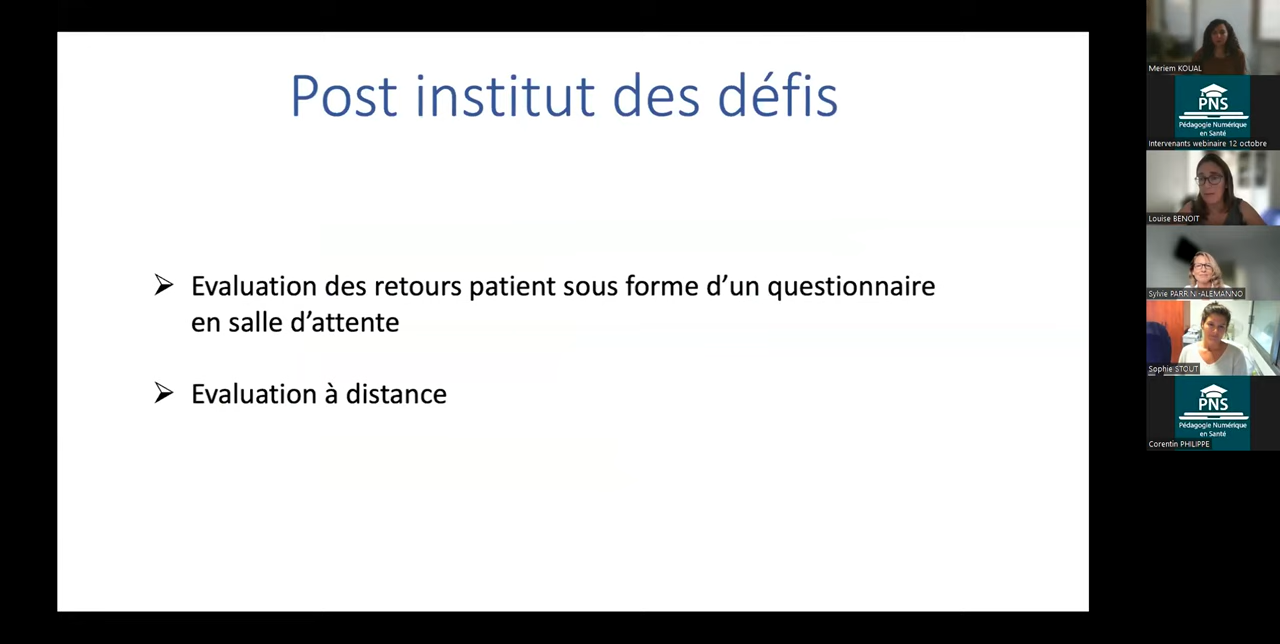 Post institut des défis
➢ Evaluation des retours patient sous forme d’un questionnaire
en salle d’attente
➢ Evaluation à distance
Meriem KOUAL
PNS
Pédagogie Numérique
en Santé
Intervenants webinaire 12 octobre
Louise BENOIT
Sylvie PARRINI-ALEMANNO
Sophie STOUT
PNS
Pédagogie Numérique
en Santé
Corentin PHILIPPE